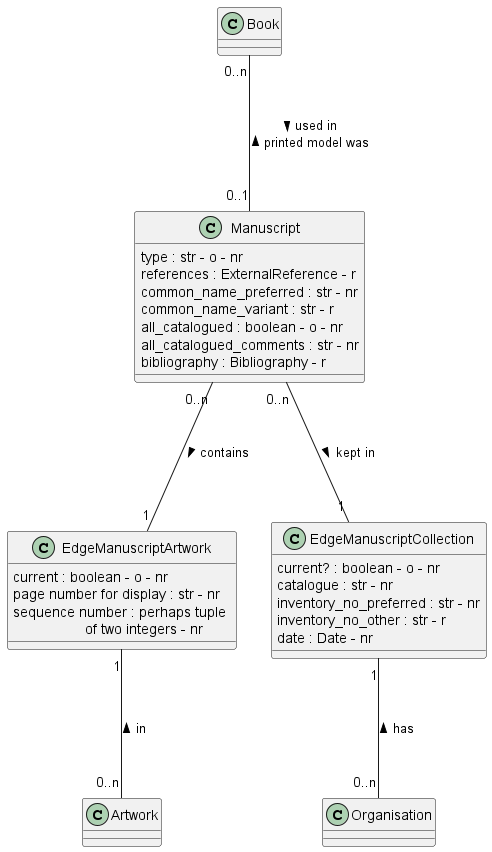 C Book
0..n
used in
printed model was
0..1
C Manuscript
type : str - o - nr
references : ExternalReference - r
common_name_preferred : str - nr
common_name_variant : str - r
all_catalogued : boolean - o - nr
all_catalogued_comments : str - nr
bibliography : Bibliography - r
0..n 0..n
contains kept in
1 1
C EdgeManuscriptArtwork
current : boolean - o - nr
page number for display : str - nr
sequence number : perhaps tuple
of two integers - nr
C EdgeManuscriptCollection
current? : boolean - o - nr
catalogue : str - nr
inventory_no_preferred : str - nr
inventory_no_other : str - r
date : Date - nr
1 1
in has
0..n 0..n
C Artwork C Organisation